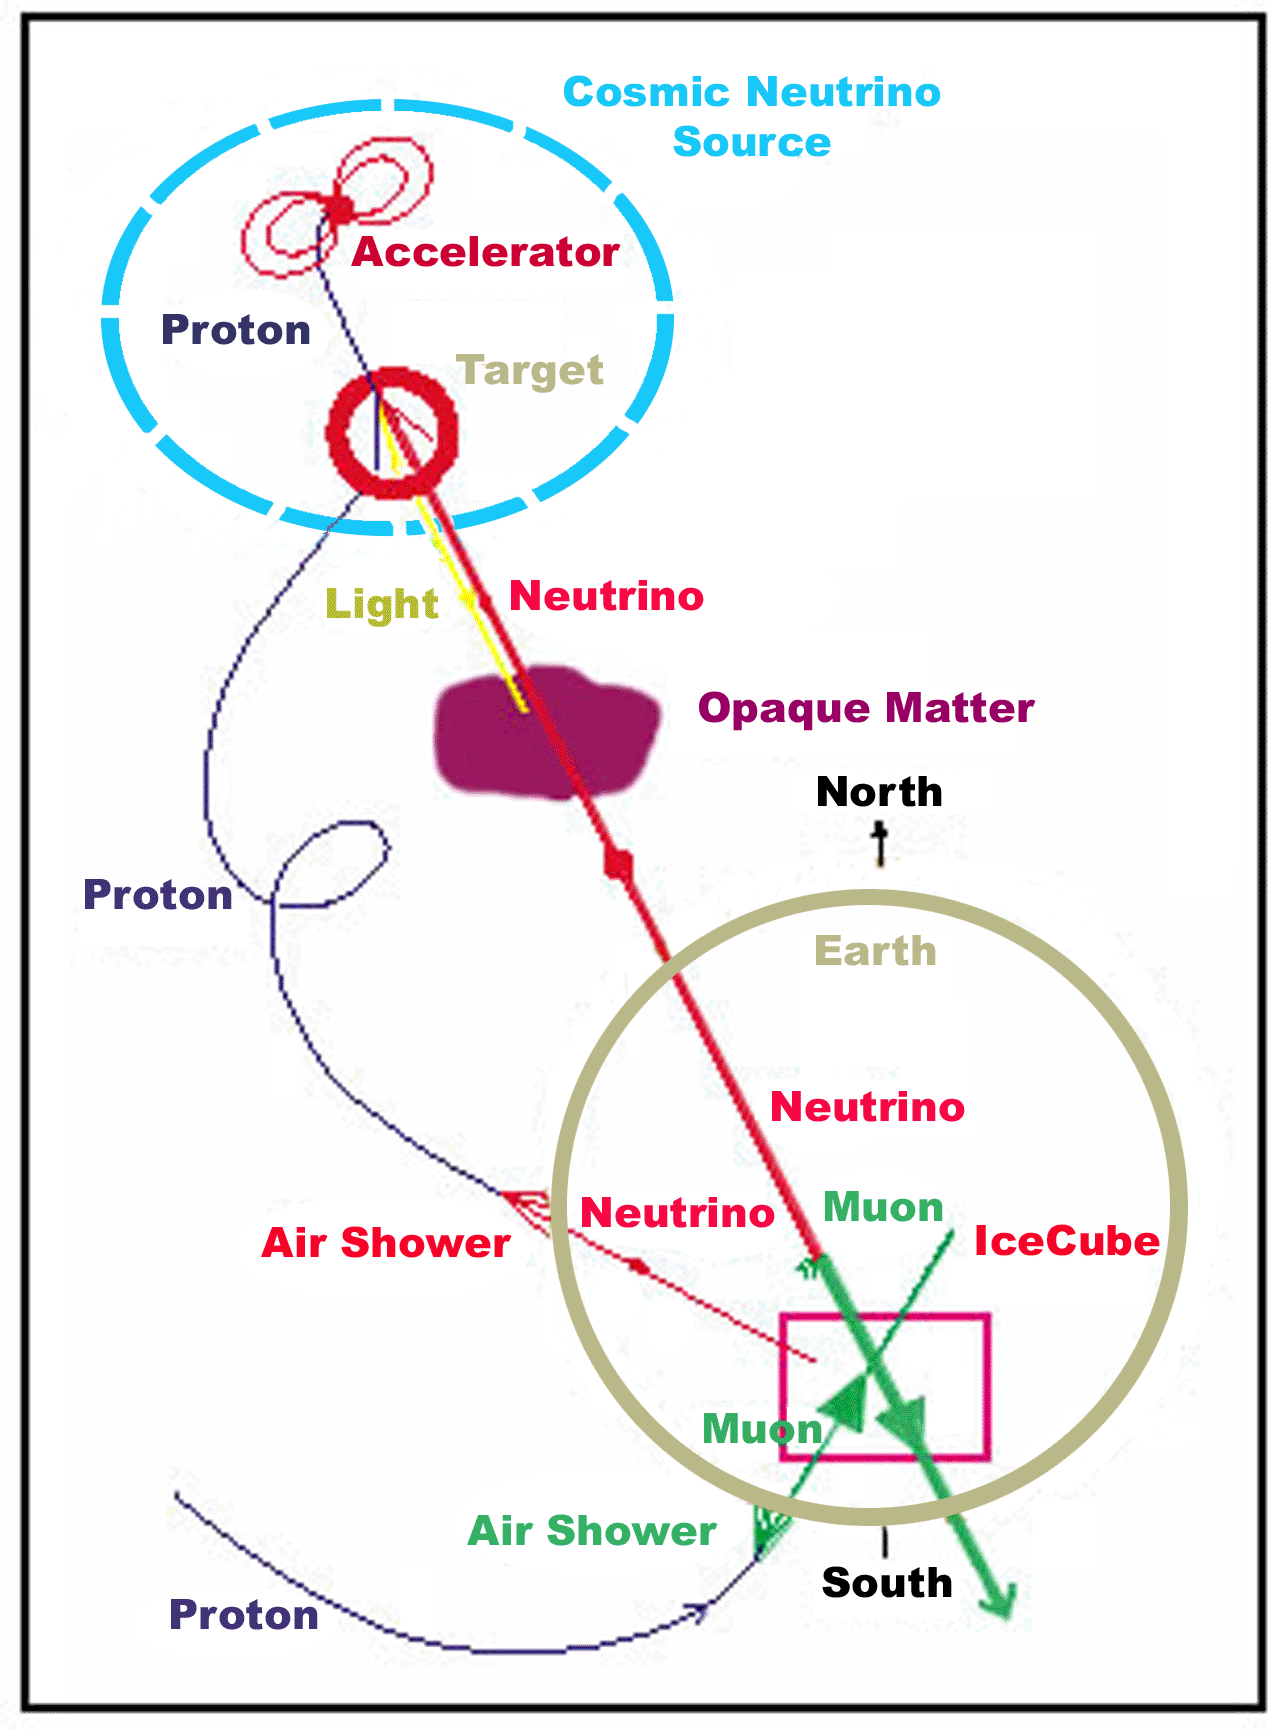 Cosmic Neutrino
Source
Accelerator
Proton
Target
Light
Neutrino
Opaque Matter
North
Proton
Earth
Neutrino
Muon
Neutrino
Air Shower
IceCube
Muon
Air Shower
South
Proton